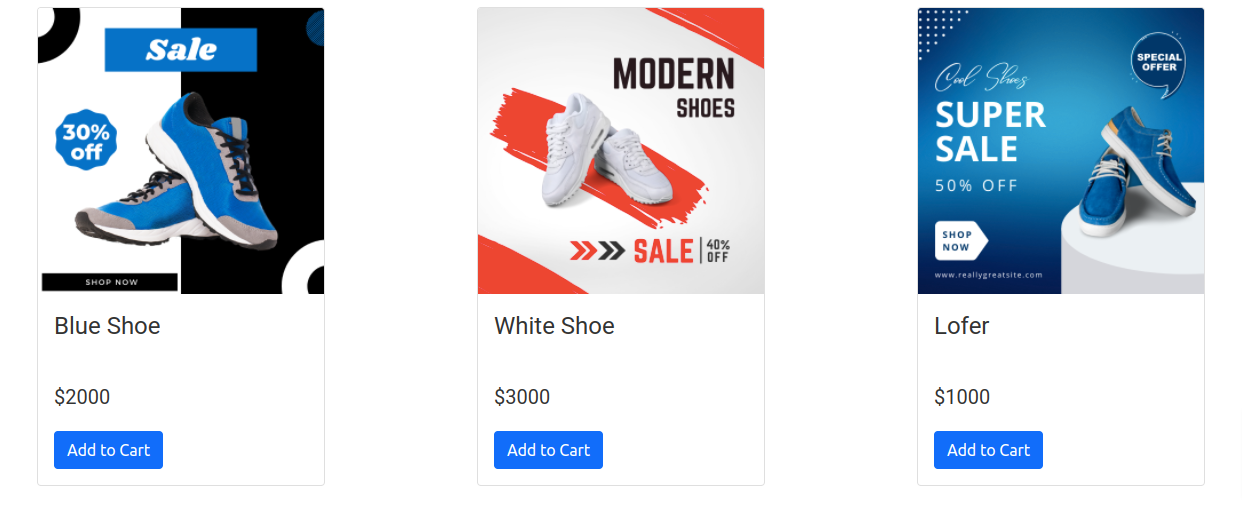 Sale
30%
off
SHOP NOW
Blue Shoe
$2000
Add to Cart
MODERN
SHOES
SALE
40%
OFF
White Shoe
$3000
Add to Cart
SPECIAL
OFFER
Cool Shoes
SUPER
SALE
50% OFF
SHOP
NOW
www.reallygreatsite.com
Lofer
$1000
Add to Cart